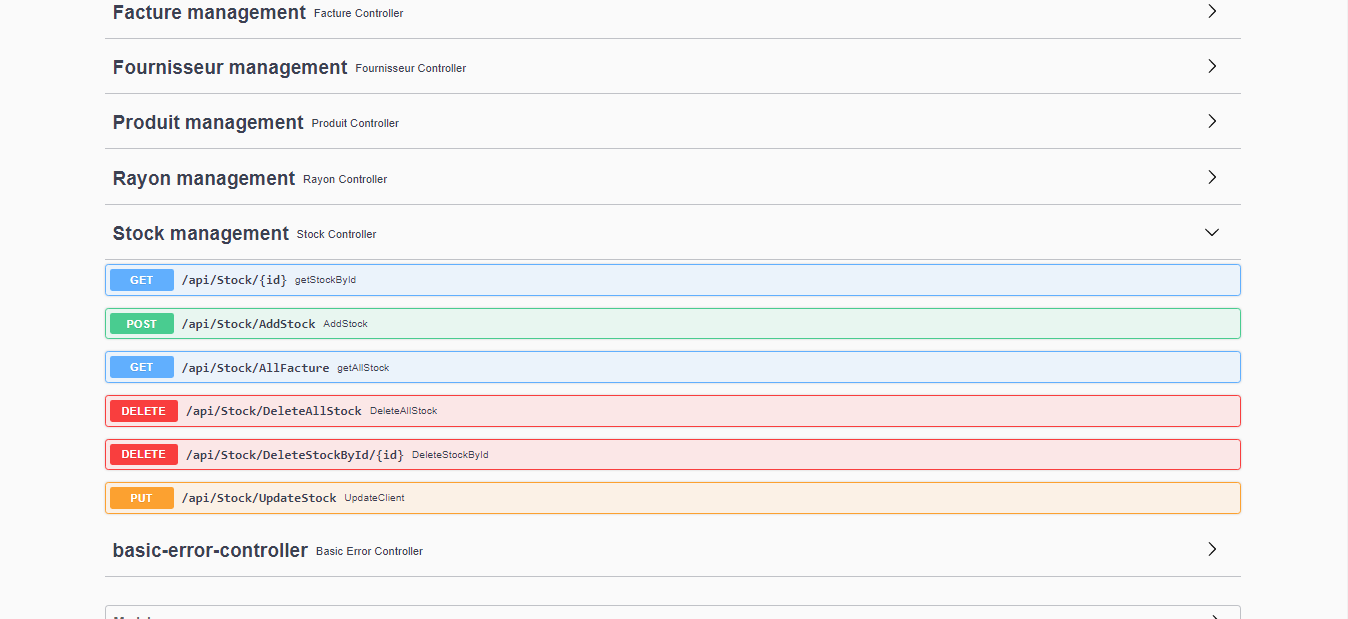 Facture management Facture Controller
Fournisseur management Fournisseur Controller
Produit management Produit Controller
Rayon management Rayon Controller
Stock management Stock Controller
GET /api/Stock/{id} getStockById
POST /api/Stock/AddStock AddStock
GET /api/Stock/AllFacture getAllStock
DELETE /api/Stock/DeleteAllStock DeleteAllStock
DELETE /api/Stock/DeleteStockById/{id} DeleteStockById
PUT /api/Stock/UpdateStock UpdateClient
basic-error-controller Basic Error Controller